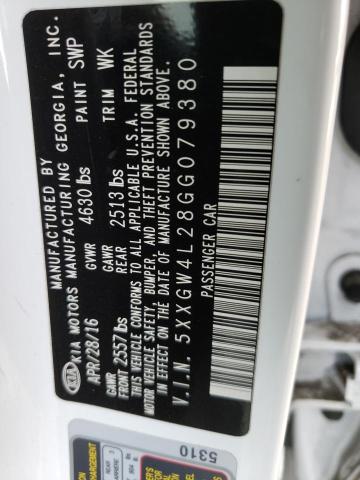 MANUFACTURED BY
KIA KIA MOTORS MANUFACTURING GEORGIA, INC.
APR/28/16 GVWR 4630 lbs PAINT SWP
GAWR FRONT 2557 lbs GAWR REAR 2513 lbs TRIM WK
THIS VEHICLE CONFORMS TO ALL APPLICABLE U.S.A. FEDERAL
MOTOR VEHICLE SAFETY, BUMPER, AND THEFT PREVENTION STANDARDS
IN EFFECT ON THE DATE OF MANUFACTURE SHOWN ABOVE.
V.I.N. 5XXGW4L28GG079380
PASSENGER CAR
5310